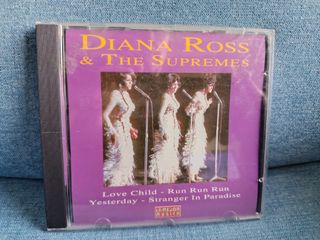 DIANA ROSS
& THE SUPREMES
Love Child - Run Run Run
Yesterday - Stranger In Paradise